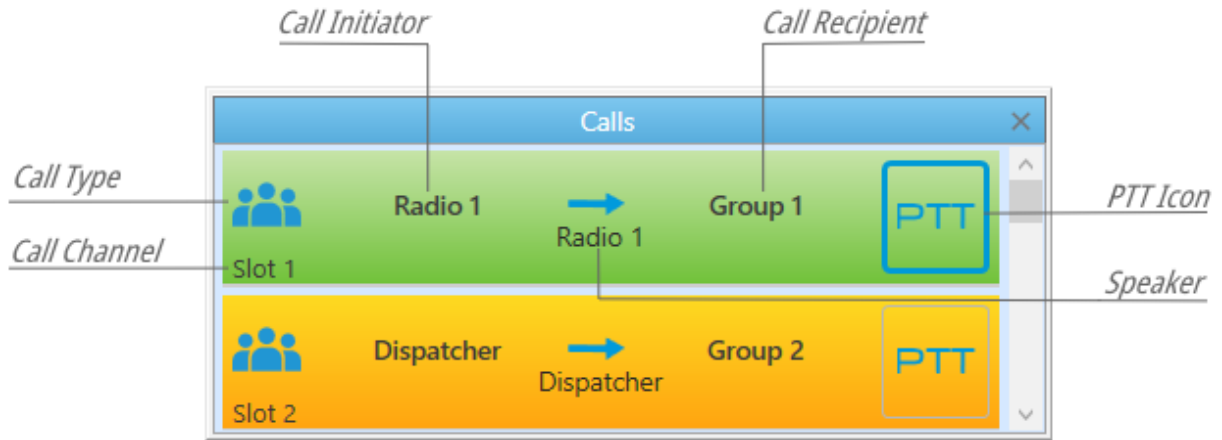 Call Initiator
Call Recipient
Calls
Call Type
Radio 1
Group 1
PTT
PTT Icon
Radio 1
Call Channel
Slot 1
Speaker
Dispatcher
Group 2
PTT
Dispatcher
Slot 2